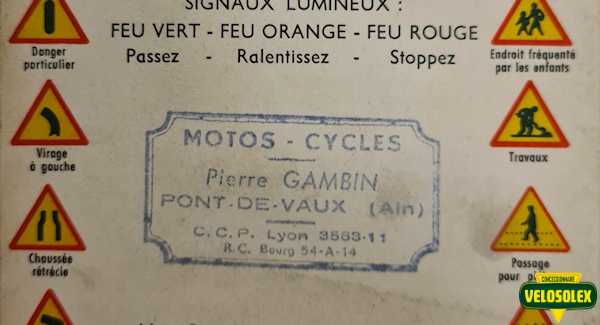 SIGNAUX LUMINEUX :
FEU VERT - FEU ORANGE - FEU ROUGE
Passez - Ralentissez - Stoppez
Danger
particulier
Virage
à gauche
Chaussée
rétrécie
MOTOS - CYCLES
Pierre GAMBIN
PONT-DE-VAUX (Ain)
C.C.P. Lyon 3563-11
R.C. Bourg 54-A-14
Endroit fréquenté
par les enfants
Travaux
Passage
pour
CONCESSIONNAIRE
VELOSOLEX